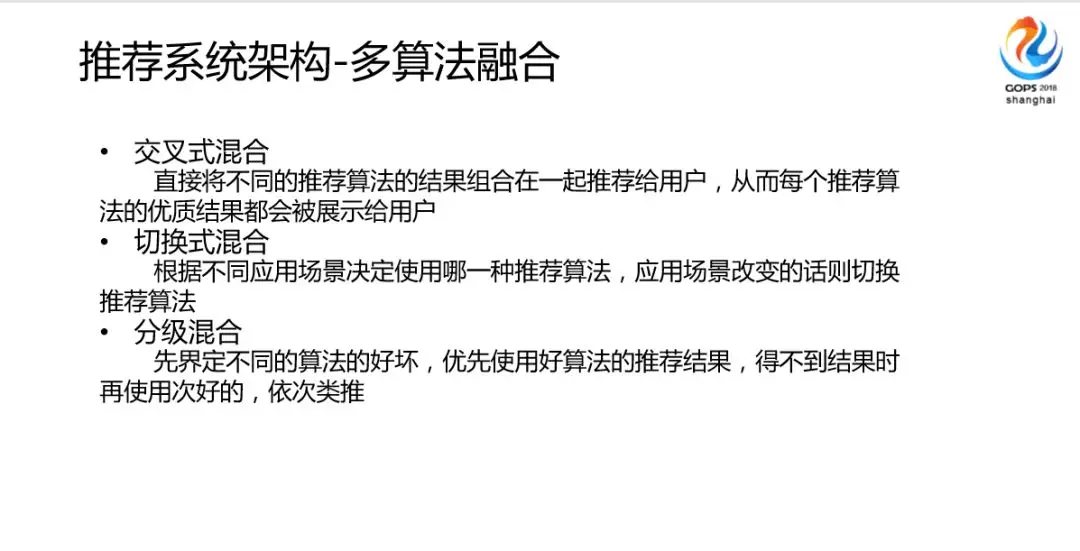 推荐系统架构-多算法融合
GOPS 2018
shanghai
• 交叉式混合
直接将不同的推荐算法的结果组合在一起推荐给用户，从而每个推荐算
法的优质结果都会被展示给用户
• 切换式混合
根据不同应用场景决定使用哪一种推荐算法，应用场景改变的话则切换
推荐算法
• 分级混合
先界定不同的算法的好坏，优先使用好算法的推荐结果，得不到结果时
再使用次好的，依次类推